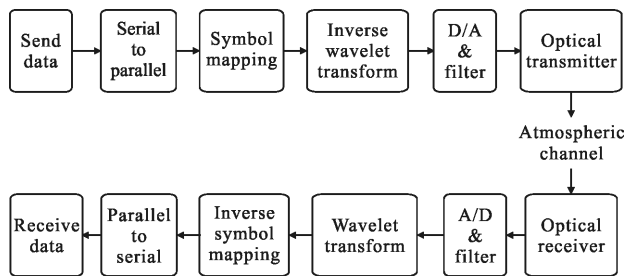 Send
data
Serial
to
parallel
Symbol
mapping
Inverse
wavelet
transform
D/A
&
filter
Optical
transmitter
Atmospheric
channel
Receive
data
Parallel
to
serial
Inverse
symbol
mapping
Wavelet
transform
A/D
&
filter
Optical
receiver